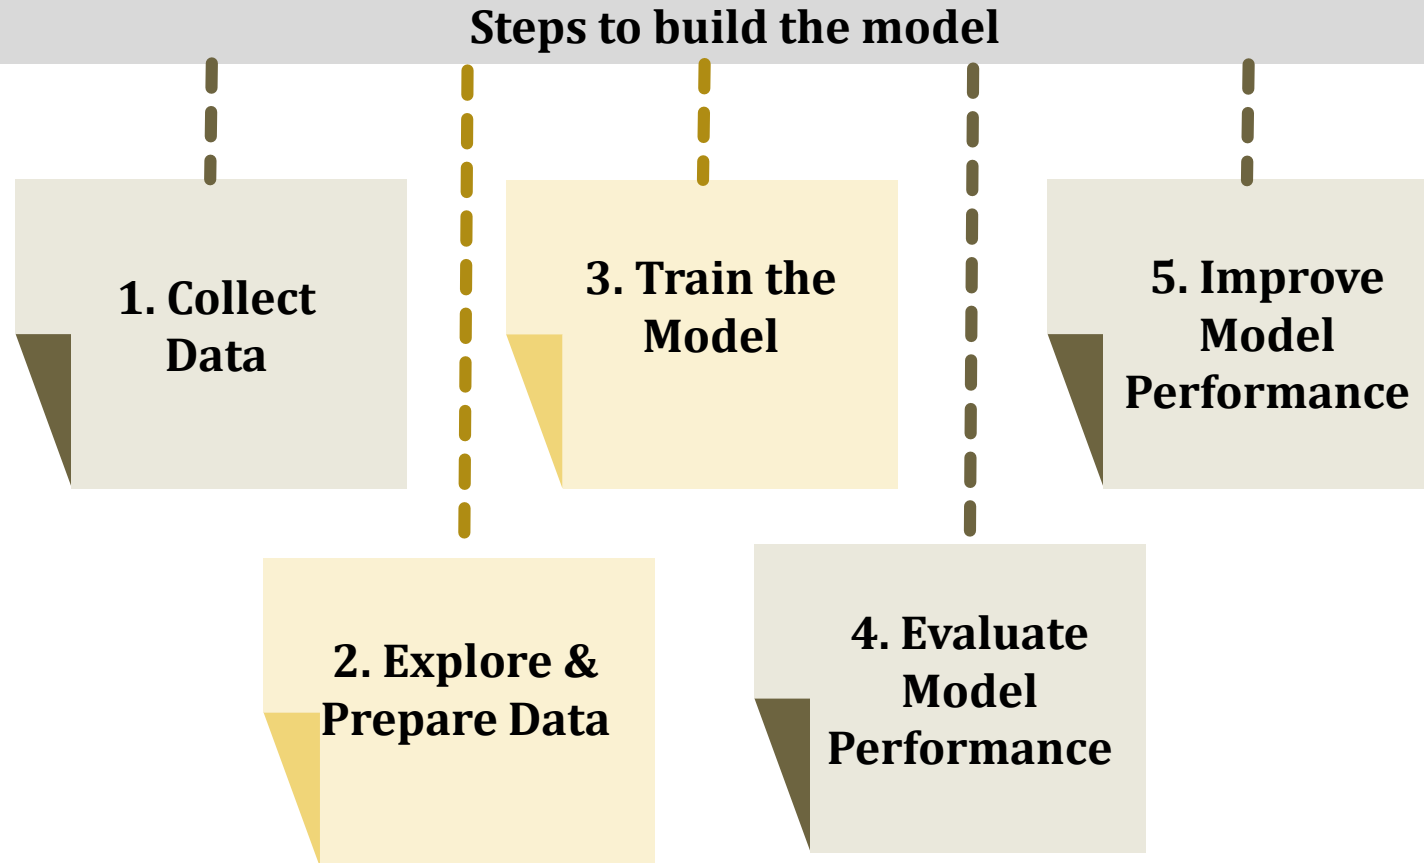 Steps to build the model
1. Collect
Data
2. Explore &
Prepare Data
3. Train the
Model
4. Evaluate
Model
Performance
5. Improve
Model
Performance